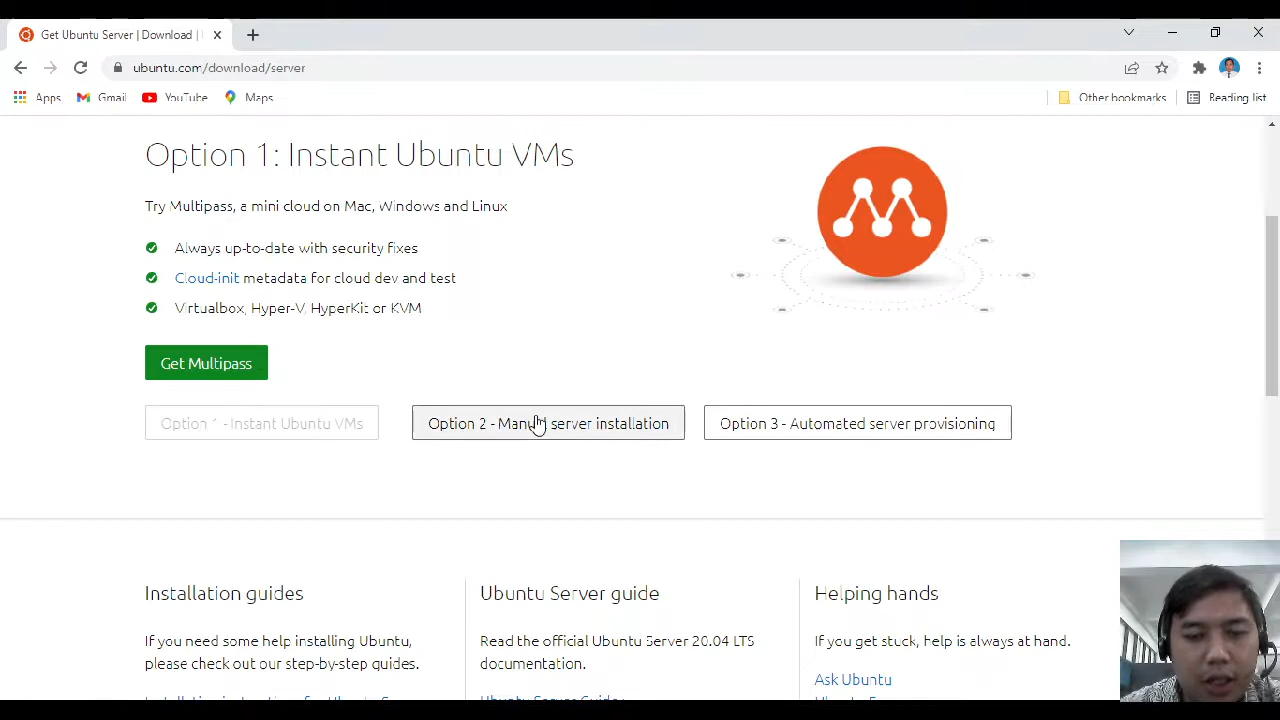 Get Ubuntu Server | Download |
ubuntu.com/download/server
Apps Gmail YouTube Maps Other bookmarks Reading list
Option 1: Instant Ubuntu VMs
Try Multipass, a mini cloud on Mac, Windows and Linux
Always up-to-date with security fixes
Cloud-init metadata for cloud dev and test
Virtualbox, Hyper-V, HyperKit or KVM
Get Multipass
Option 1 - Instant Ubuntu VMs Option 2 - Manual server installation Option 3 - Automated server provisioning
Installation guides
If you need some help installing Ubuntu,
please check out our step-by-step guides.
Ubuntu Server guide
Read the official Ubuntu Server 20.04 LTS
documentation.
Helping hands
If you get stuck, help is always at hand.
Ask Ubuntu